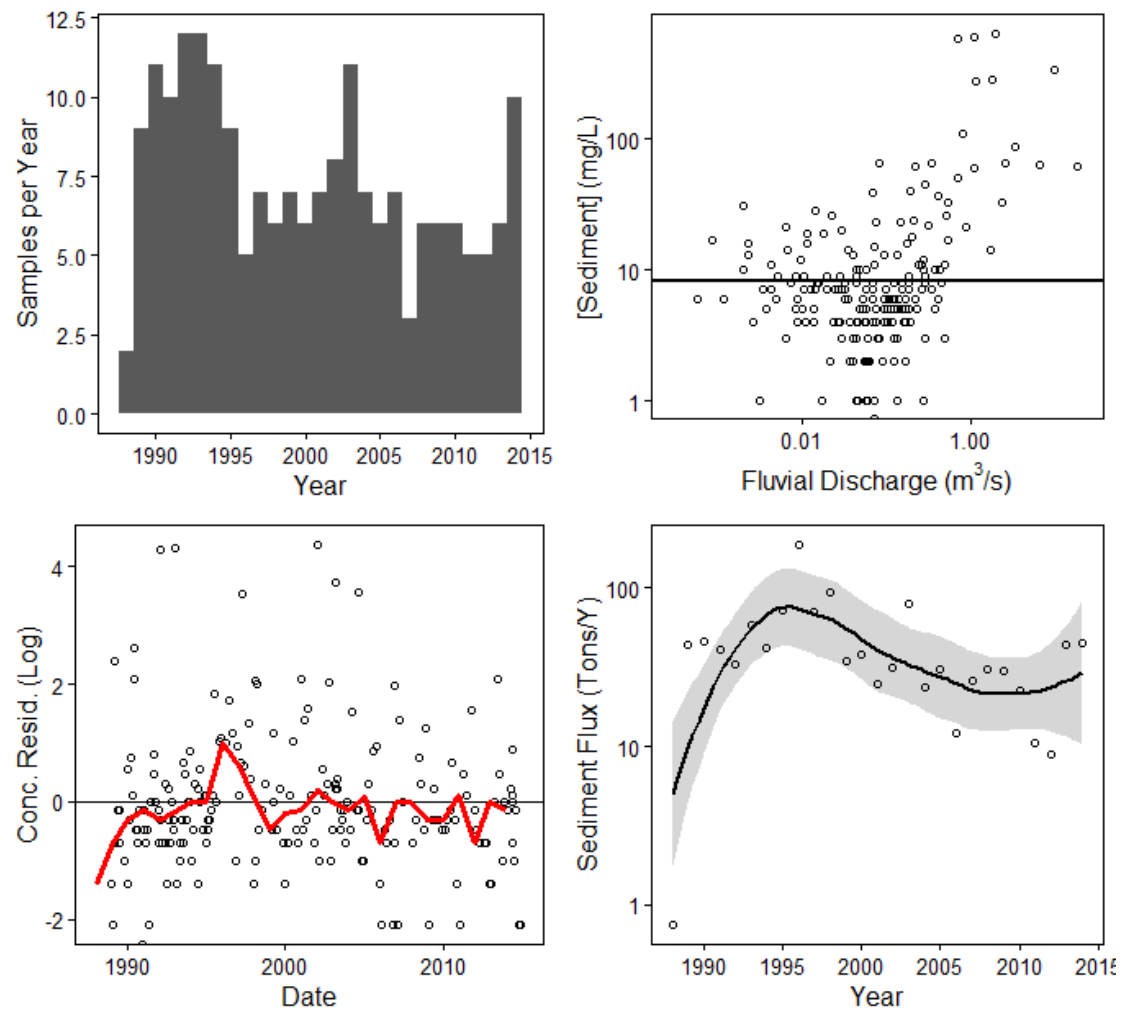 12.5
10.0
7.5
5.0
2.5
0.0
Samples per Year
1990 1995 2000 2005 2010 2015
Year
100
10
1
[Sediment] (mg/L)
0.01 1.00
Fluvial Discharge (m³/s)
4
2
0
-2
Conc. Resid. (Log)
1990 2000 2010
Date
100
10
1
Sediment Flux (Tons/Y)
1990 1995 2000 2005 2010 2015
Year